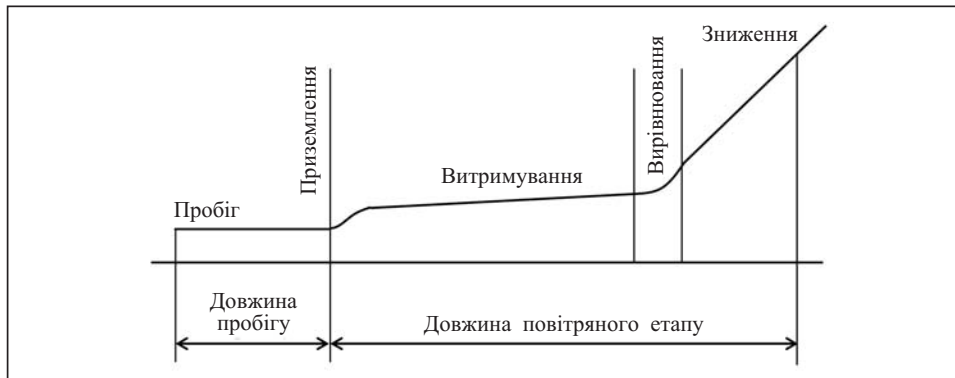 Зниження
Вирівнювання
Приземлення
Витримування
Пробіг
Довжина
пробігу
Довжина повітряного етапу